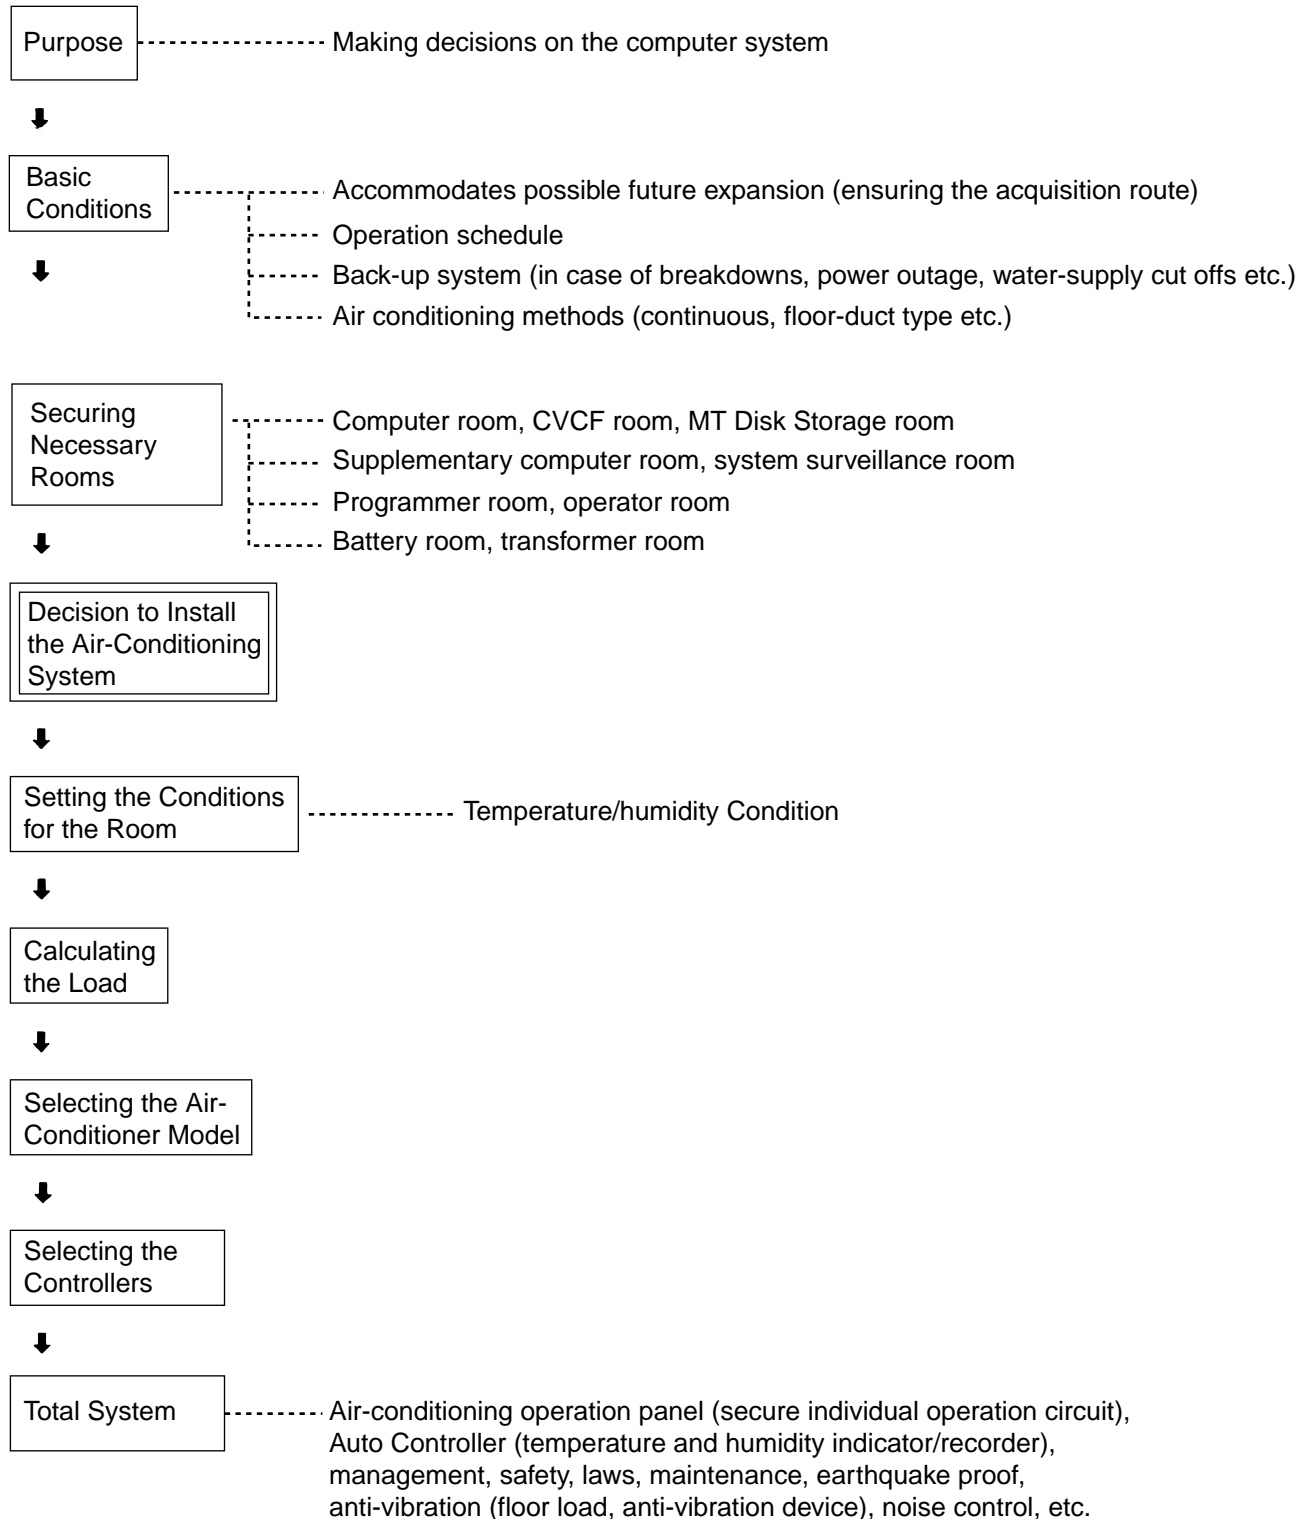 Purpose
Making decisions on the computer system
Basic
Conditions
Accommodates possible future expansion (ensuring the acquisition route)
Operation schedule
Back-up system (in case of breakdowns, power outage, water-supply cut offs etc.)
Air conditioning methods (continuous, floor-duct type etc.)
Securing
Necessary
Rooms
Computer room, CVCF room, MT Disk Storage room
Supplementary computer room, system surveillance room
Programmer room, operator room
Battery room, transformer room
Decision to Install
the Air-Conditioning
System
Setting the Conditions
for the Room
Temperature/humidity Condition
Calculating
the Load
Selecting the Air-
Conditioner Model
Selecting the
Controllers
Total System
Air-conditioning operation panel (secure individual operation circuit),
Auto Controller (temperature and humidity indicator/recorder),
management, safety, laws, maintenance, earthquake proof,
anti-vibration (floor load, anti-vibration device), noise control, etc.